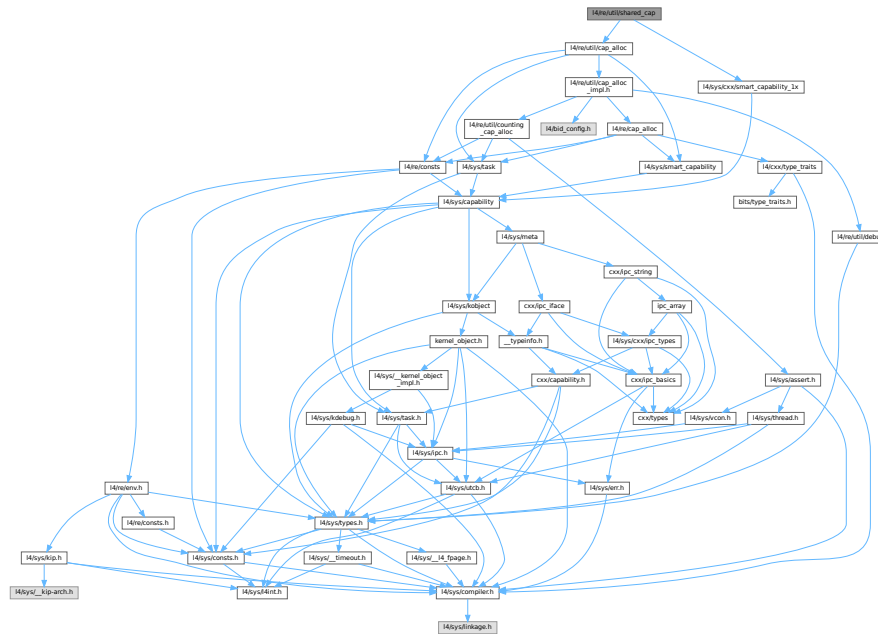 l4/re/util/shared_cap
l4/re/util/cap_alloc
l4/re/util/cap_alloc
_impl.h
l4/sys/cxx/smart_capability_1x
l4/re/util/counting
_cap_alloc
l4/bid_config.h
l4/re/cap_alloc
l4/re/consts
l4/sys/task
l4/sys/smart_capability
l4/cxx/type_traits
l4/sys/capability
bits/type_traits.h
l4/sys/meta
l4/re/util/debu
cxx/ipc_string
l4/sys/kobject
cxx/ipc_iface
ipc_array
kernel_object.h
__typeinfo.h
l4/sys/cxx/ipc_types
l4/sys/__kernel_object
_impl.h
cxx/capability.h
cxx/ipc_basics
l4/sys/assert.h
l4/sys/kdebug.h
l4/sys/task.h
cxx/types
l4/sys/vcon.h
l4/sys/thread.h
l4/sys/ipc.h
l4/re/env.h
l4/sys/utcb.h
l4/sys/err.h
l4/re/consts.h
l4/sys/types.h
l4/sys/kip.h
l4/sys/consts.h
l4/sys/__timeout.h
l4/sys/__l4_fpage.h
l4/sys/__kip-arch.h
l4/sys/l4int.h
l4/sys/compiler.h
l4/sys/linkage.h